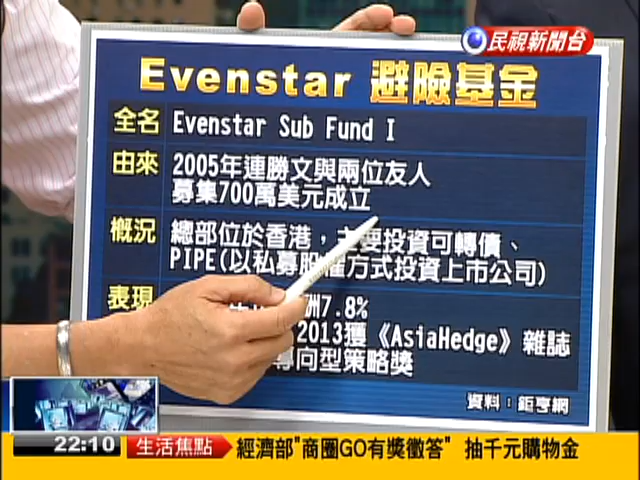 民視新聞台
Evenstar 避險基金
全名 Evenstar Sub Fund I
由來 2005年連勝文與兩位友人
募集700萬美元成立
概況 總部位於香港，主要投資可轉債、
PIPE(以私募股權方式投資上市公司)
表現 酬7.8%
2013獲《AsiaHedge》雜誌
導向型策略獎
資料：鉅亨網
22:10 生活焦點 經濟部"商圈GO有獎徵答" 抽千元購物金